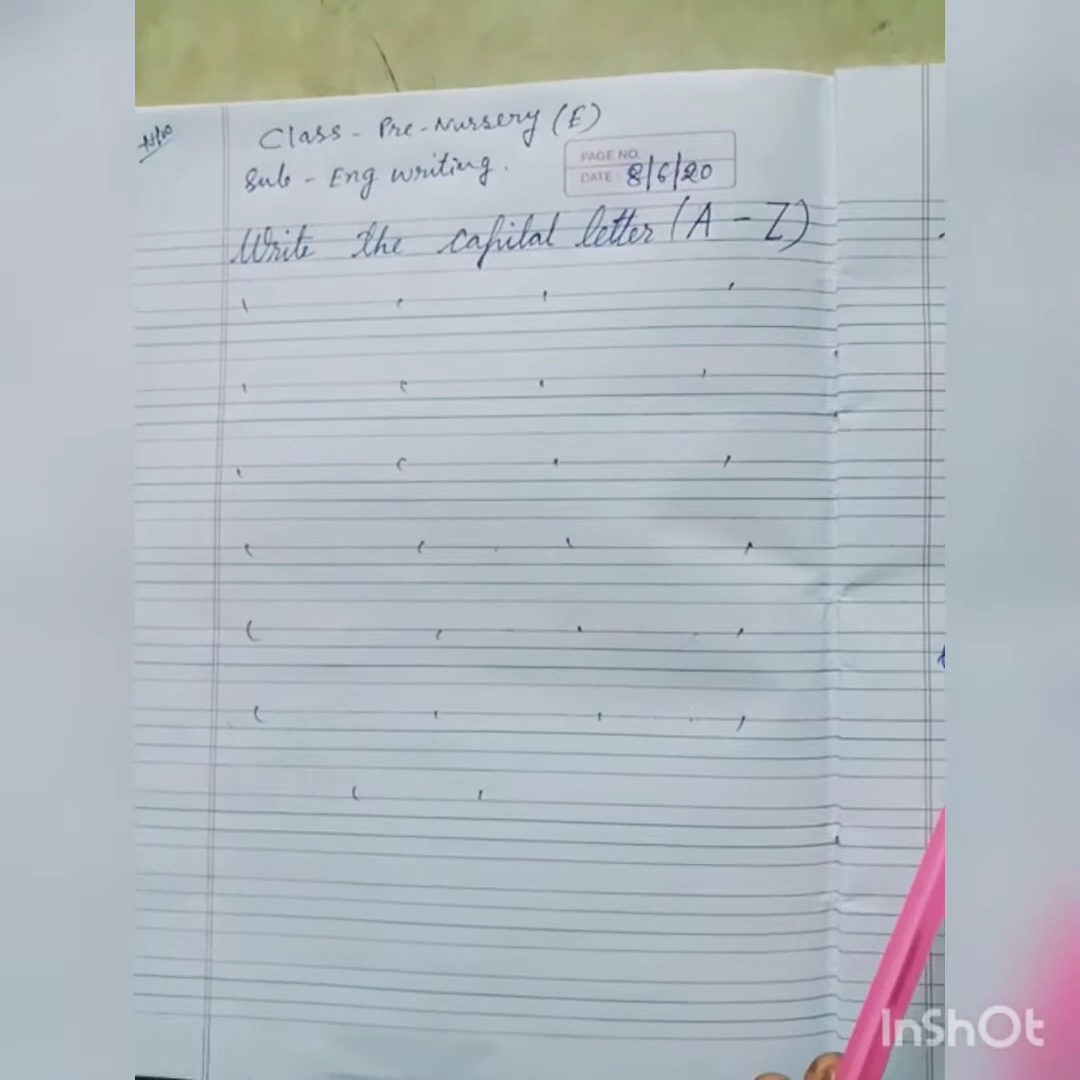 H/W
Class - Pre-Nursery (E)
Sub - Eng writing.
PAGE NO.
DATE : 8/6/20
Write the capital letter (A - Z)
InShOt